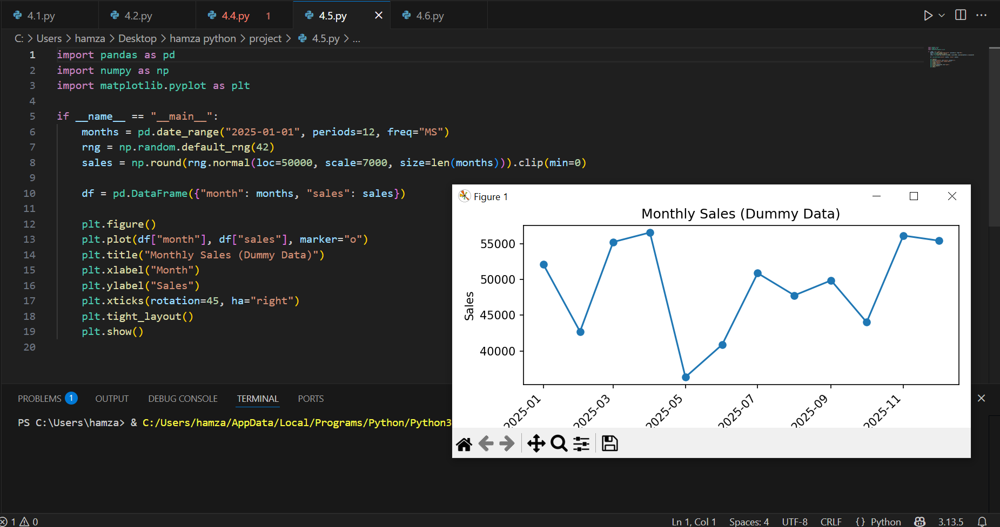 4.1.py 4.2.py 4.4.py 1 4.5.py 4.6.py
C: > Users > hamza > Desktop > hamza python > project > 4.5.py > ...
1 import pandas as pd
2 import numpy as np
3 import matplotlib.pyplot as plt
4
5 if __name__ == "__main__":
6 months = pd.date_range("2025-01-01", periods=12, freq="MS")
7 rng = np.random.default_rng(42)
8 sales = np.round(rng.normal(loc=50000, scale=7000, size=len(months))).clip(min=0)
9
10 df = pd.DataFrame({"month": months, "sales": sales})
11
12 plt.figure()
13 plt.plot(df["month"], df["sales"], marker="o")
14 plt.title("Monthly Sales (Dummy Data)")
15 plt.xlabel("Month")
16 plt.ylabel("Sales")
17 plt.xticks(rotation=45, ha="right")
18 plt.tight_layout()
19 plt.show()
20
Figure 1
Monthly Sales (Dummy Data)
55000
50000
45000
40000
Sales
2025-01 2025-03 2025-05 2025-07 2025-09 2025-11
PROBLEMS 1 OUTPUT DEBUG CONSOLE TERMINAL PORTS
PS C:\Users\hamza> & C:/Users/hamza/AppData/Local/Programs/Python/Python3
1 0 Ln 1, Col 1 Spaces: 4 UTF-8 CRLF {} Python 3.13.5